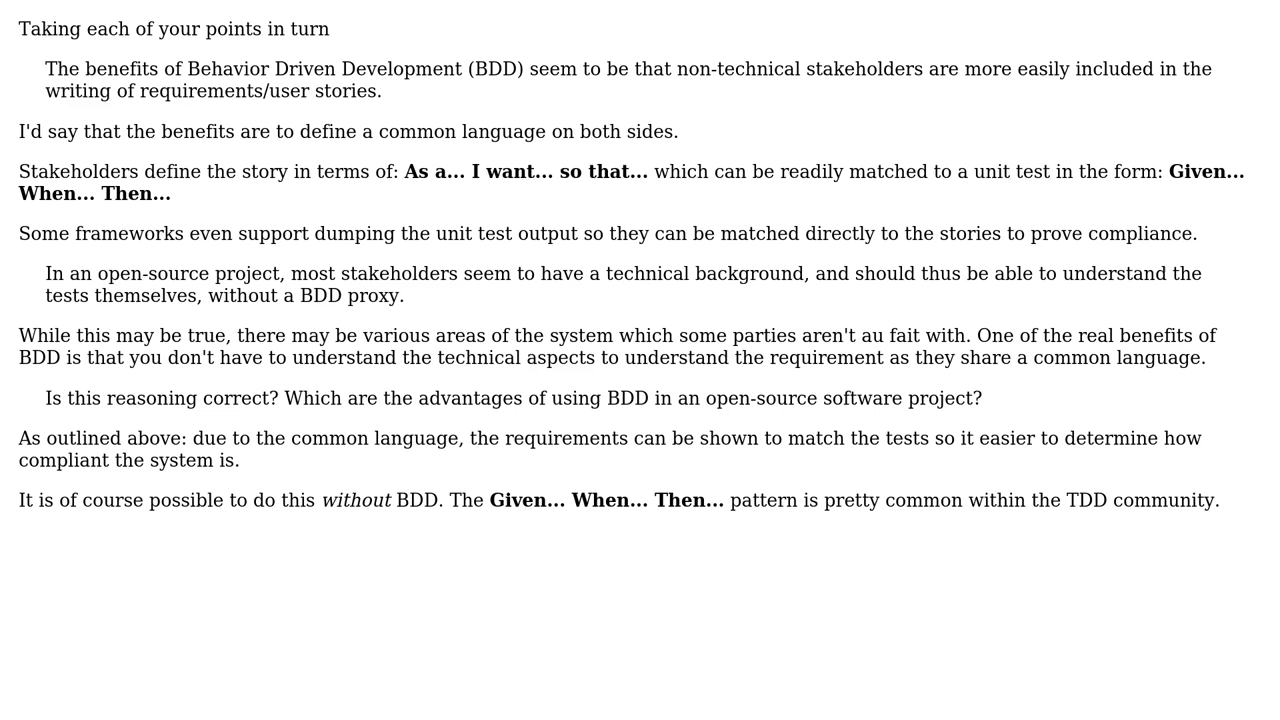 Taking each of your points in turn
The benefits of Behavior Driven Development (BDD) seem to be that non-technical stakeholders are more easily included in the
writing of requirements/user stories.
I'd say that the benefits are to define a common language on both sides.
Stakeholders define the story in terms of: As a... I want... so that... which can be readily matched to a unit test in the form: Given...
When... Then...
Some frameworks even support dumping the unit test output so they can be matched directly to the stories to prove compliance.
In an open-source project, most stakeholders seem to have a technical background, and should thus be able to understand the
tests themselves, without a BDD proxy.
While this may be true, there may be various areas of the system which some parties aren't au fait with. One of the real benefits of
BDD is that you don't have to understand the technical aspects to understand the requirement as they share a common language.
Is this reasoning correct? Which are the advantages of using BDD in an open-source software project?
As outlined above: due to the common language, the requirements can be shown to match the tests so it easier to determine how
compliant the system is.
It is of course possible to do this without BDD. The Given... When... Then... pattern is pretty common within the TDD community.